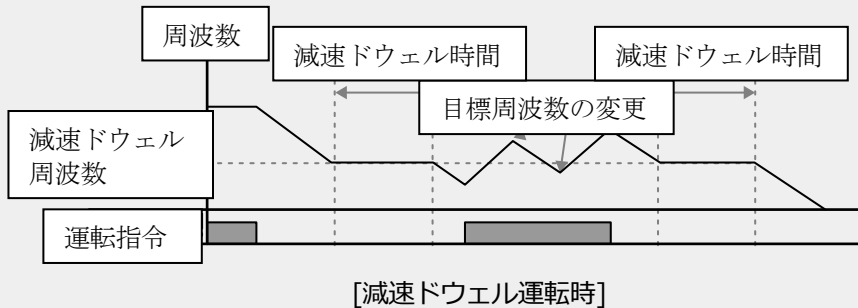 周波数
減速ドウェル時間
減速ドウェル時間
目標周波数の変更
減速ドウェル
周波数
運転指令
[減速ドウェル運転時]